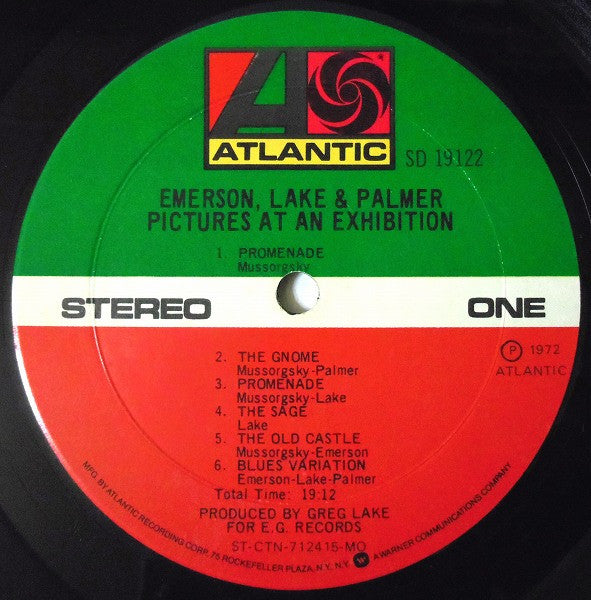 A
ATLANTIC
SD 19122
EMERSON, LAKE & PALMER
PICTURES AT AN EXHIBITION
1. PROMENADE
Mussorgsky
STEREO
ONE
2. THE GNOME
Mussorgsky-Palmer
3. PROMENADE
Mussorgsky-Lake
4. THE SAGE
Lake
5. THE OLD CASTLE
Mussorgsky-Emerson
6. BLUES VARIATION
Emerson-Lake-Palmer
Total Time: 19:12
℗ 1972
ATLANTIC
PRODUCED BY GREG LAKE
FOR E.G. RECORDS
ST-CTN-712415-MO
MFG. BY ATLANTIC RECORDING CORP. 75 ROCKEFELLER PLAZA, N.Y., N.Y. W A WARNER COMMUNICATIONS COMPANY